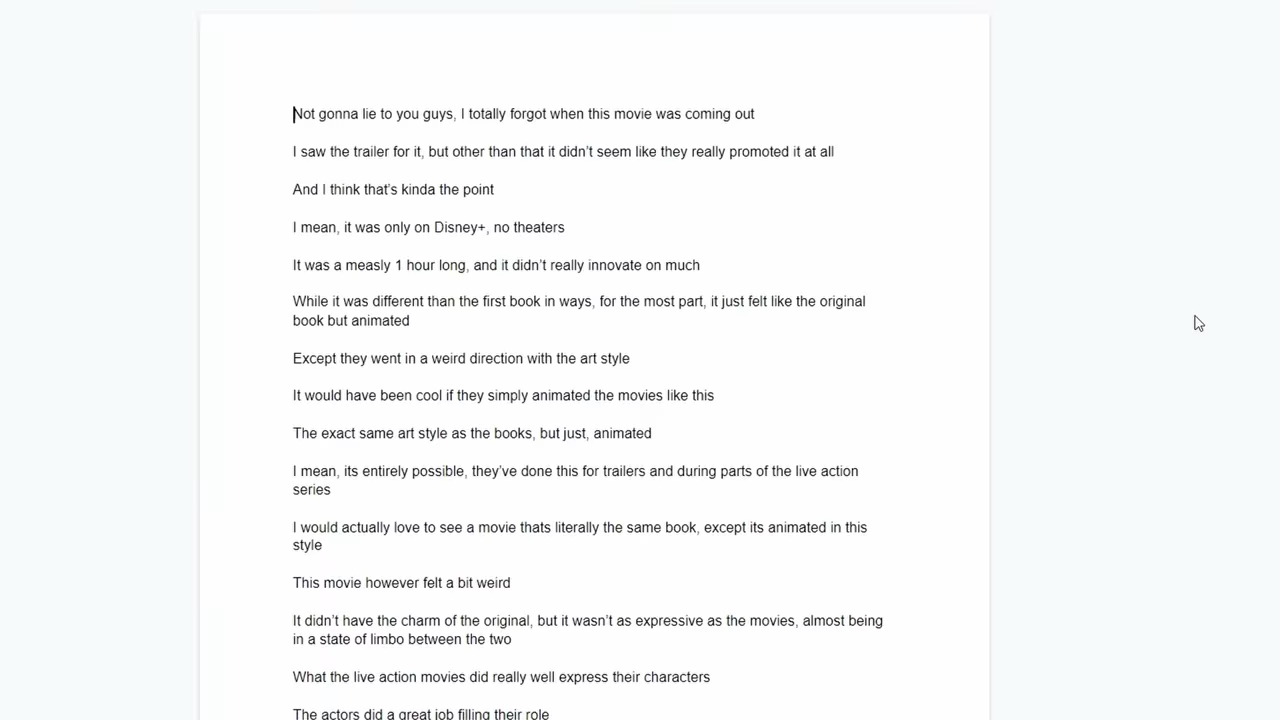 Not gonna lie to you guys, I totally forgot when this movie was coming out
I saw the trailer for it, but other than that it didn’t seem like they really promoted it at all
And I think that’s kinda the point
I mean, it was only on Disney+, no theaters
It was a measly 1 hour long, and it didn’t really innovate on much
While it was different than the first book in ways, for the most part, it just felt like the original
book but animated
Except they went in a weird direction with the art style
It would have been cool if they simply animated the movies like this
The exact same art style as the books, but just, animated
I mean, its entirely possible, they’ve done this for trailers and during parts of the live action
series
I would actually love to see a movie thats literally the same book, except its animated in this
style
This movie however felt a bit weird
It didn’t have the charm of the original, but it wasn’t as expressive as the movies, almost being
in a state of limbo between the two
What the live action movies did really well express their characters
The actors did a great job filling their role